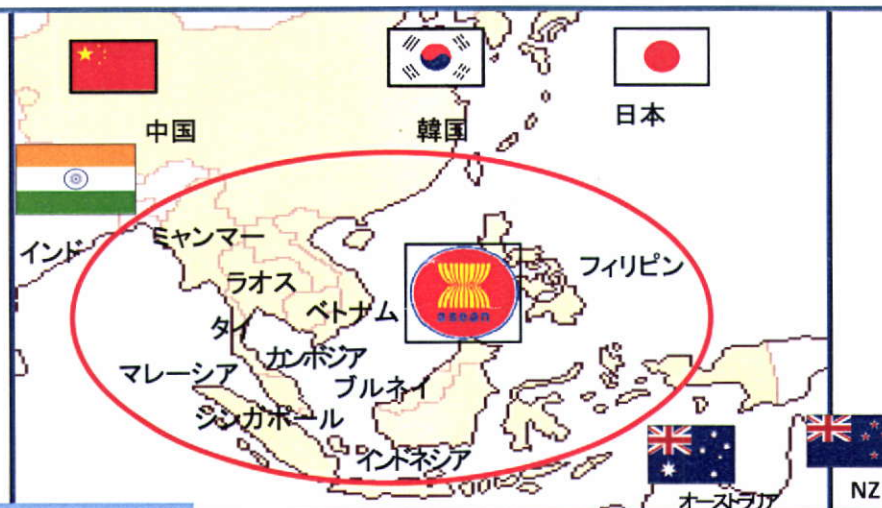 中国
韓国
日本
インド
ミャンマー
ラオス
フィリピン
asean
タイ
ベトナム
カンボジア
マレーシア
ブルネイ
シンガポール
インドネシア
オーストラリア
NZ